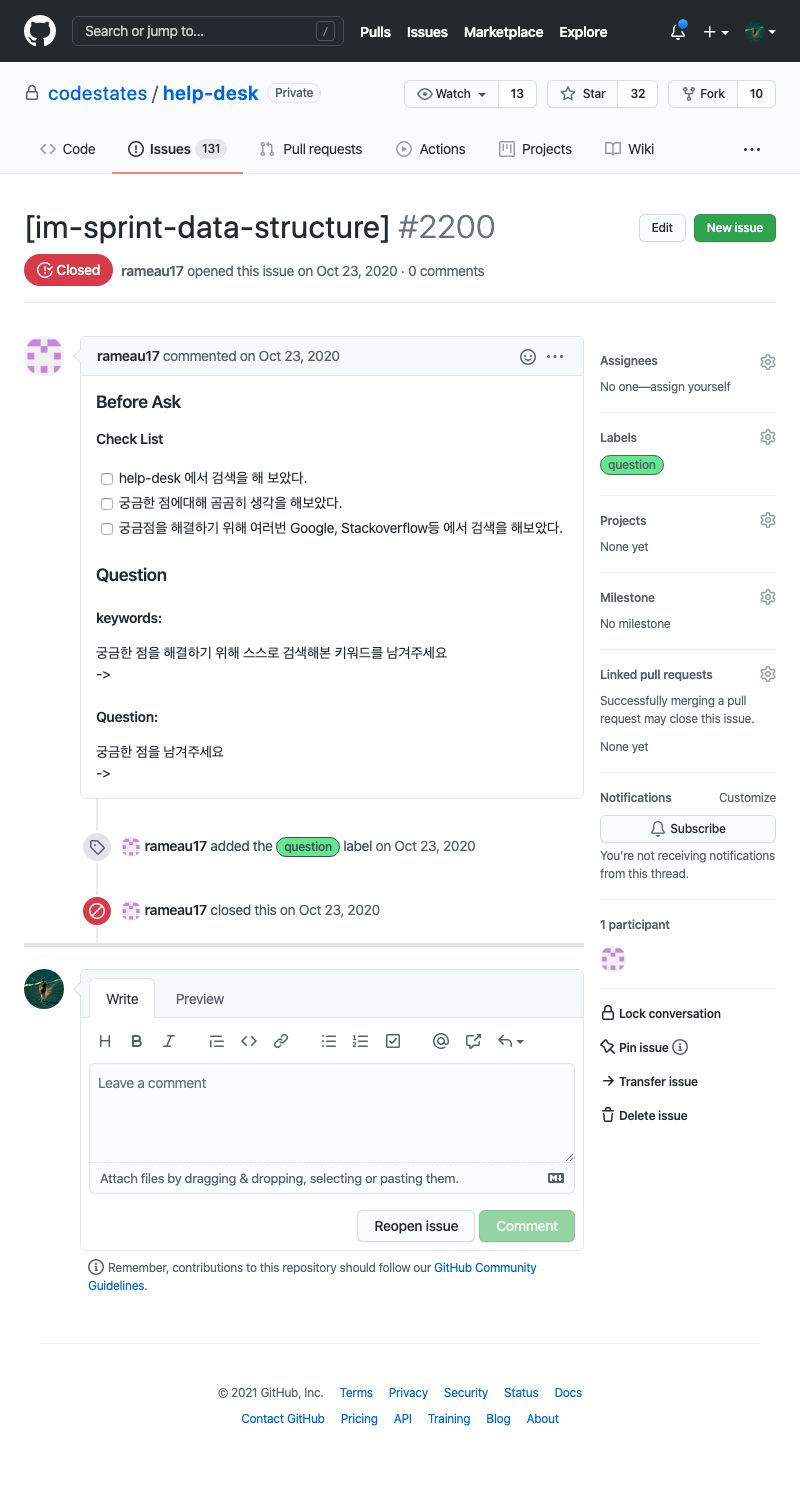 Search or jump to... /
Pulls Issues Marketplace Explore
codestates / help-desk Private
Watch 13 Star 32 Fork 10
Code Issues 131 Pull requests Actions Projects Wiki
[im-sprint-data-structure] #2200
Edit New issue
Closed rameau17 opened this issue on Oct 23, 2020 · 0 comments
rameau17 commented on Oct 23, 2020
Before Ask
Check List
help-desk 에서 검색을 해 보았다.
궁금한 점에대해 곰곰히 생각을 해보았다.
궁금점을 해결하기 위해 여러번 Google, Stackoverflow등 에서 검색을 해보았다.
Question
keywords:
궁금한 점을 해결하기 위해 스스로 검색해본 키워드를 남겨주세요
->
Question:
궁금한 점을 남겨주세요
->
rameau17 added the question label on Oct 23, 2020
rameau17 closed this on Oct 23, 2020
Assignees
No one—assign yourself
Labels
question
Projects
None yet
Milestone
No milestone
Linked pull requests
Successfully merging a pull
request may close this issue.
None yet
Notifications Customize
Subscribe
You're not receiving notifications
from this thread.
1 participant
Lock conversation
Pin issue
Transfer issue
Delete issue
Write Preview
H B I
Leave a comment
Attach files by dragging & dropping, selecting or pasting them.
Reopen issue Comment
Remember, contributions to this repository should follow our GitHub Community
Guidelines.
© 2021 GitHub, Inc. Terms Privacy Security Status Docs
Contact GitHub Pricing API Training Blog About